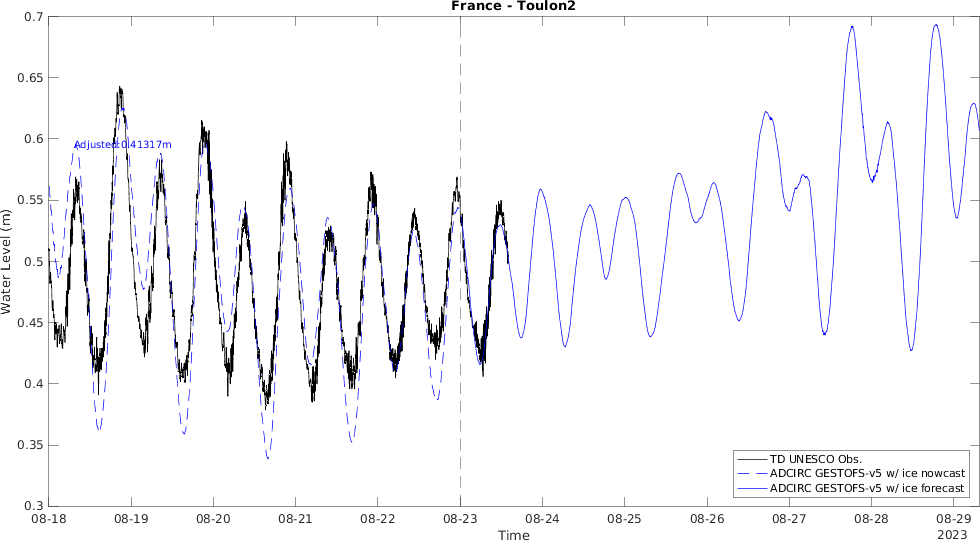 France - Toulon2
0.7
0.65
0.6
0.55
0.5
0.45
0.4
0.35
0.3
Water Level (m)
Adjusted:0.41317m
TD UNESCO Obs.
ADCIRC GESTOFS-v5 w/ ice nowcast
ADCIRC GESTOFS-v5 w/ ice forecast
08-18 08-19 08-20 08-21 08-22 08-23 08-24 08-25 08-26 08-27 08-28 08-29
Time
2023